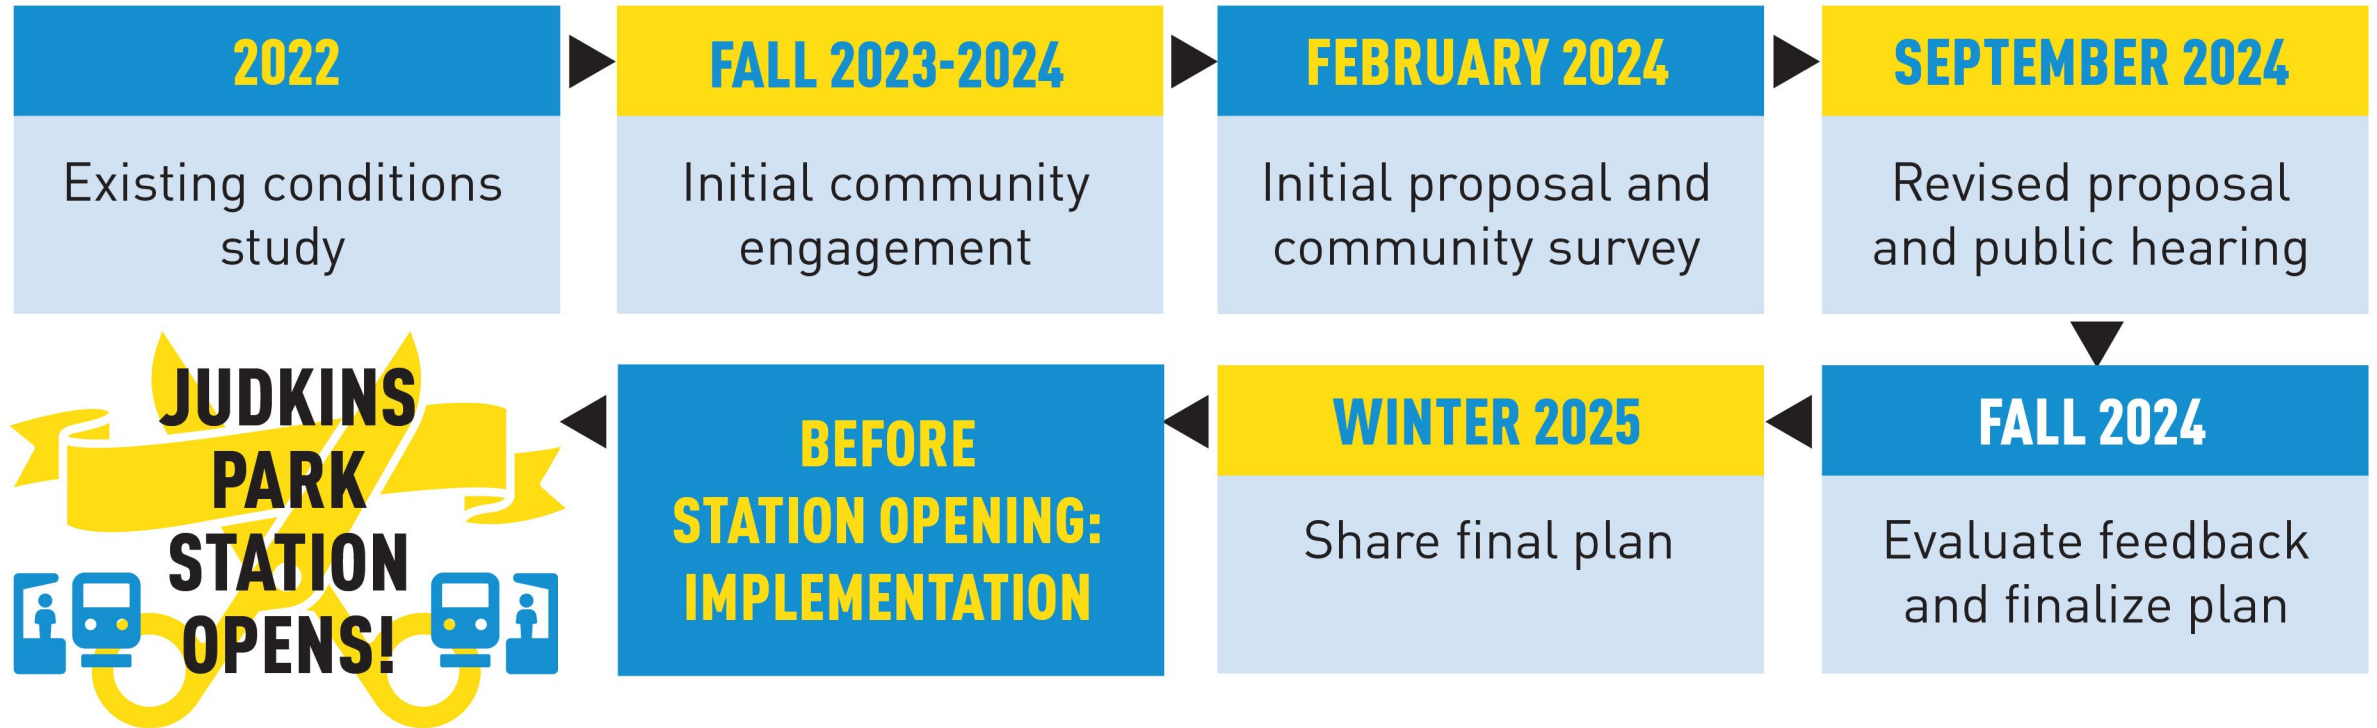 2022
Existing conditions
study
FALL 2023-2024
Initial community
engagement
FEBRUARY 2024
Initial proposal and
community survey
SEPTEMBER 2024
Revised proposal
and public hearing
FALL 2024
Evaluate feedback
and finalize plan
WINTER 2025
Share final plan
BEFORE
STATION OPENING:
IMPLEMENTATION
JUDKINS
PARK
STATION
OPENS!